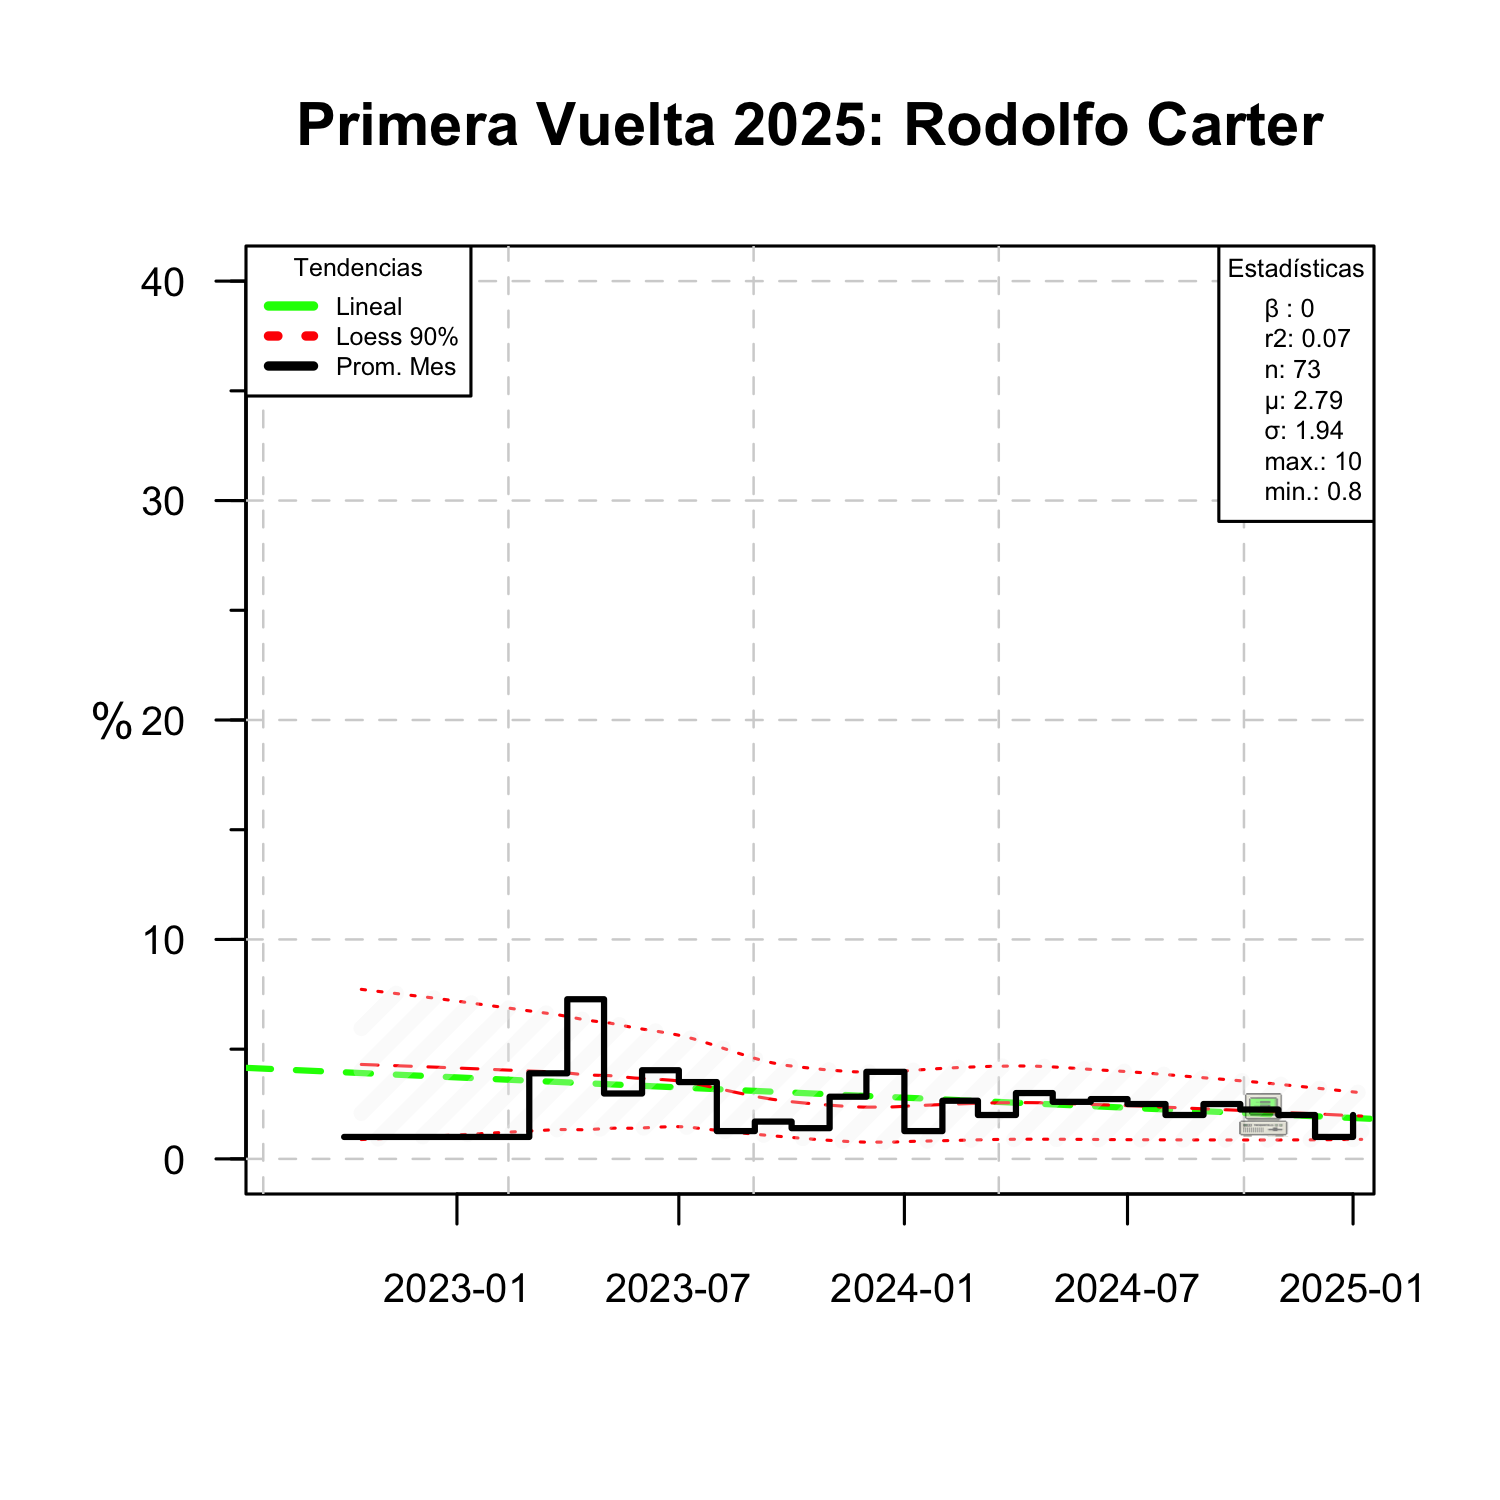 Primera Vuelta 2025: Rodolfo Carter
Tendencias
Lineal
Loess 90%
Prom. Mes
Estadísticas
β : 0
r2: 0.07
n: 73
μ: 2.79
σ: 1.94
max.: 10
min.: 0.8
40
30
% 20
10
0
2023-01 2023-07 2024-01 2024-07 2025-01